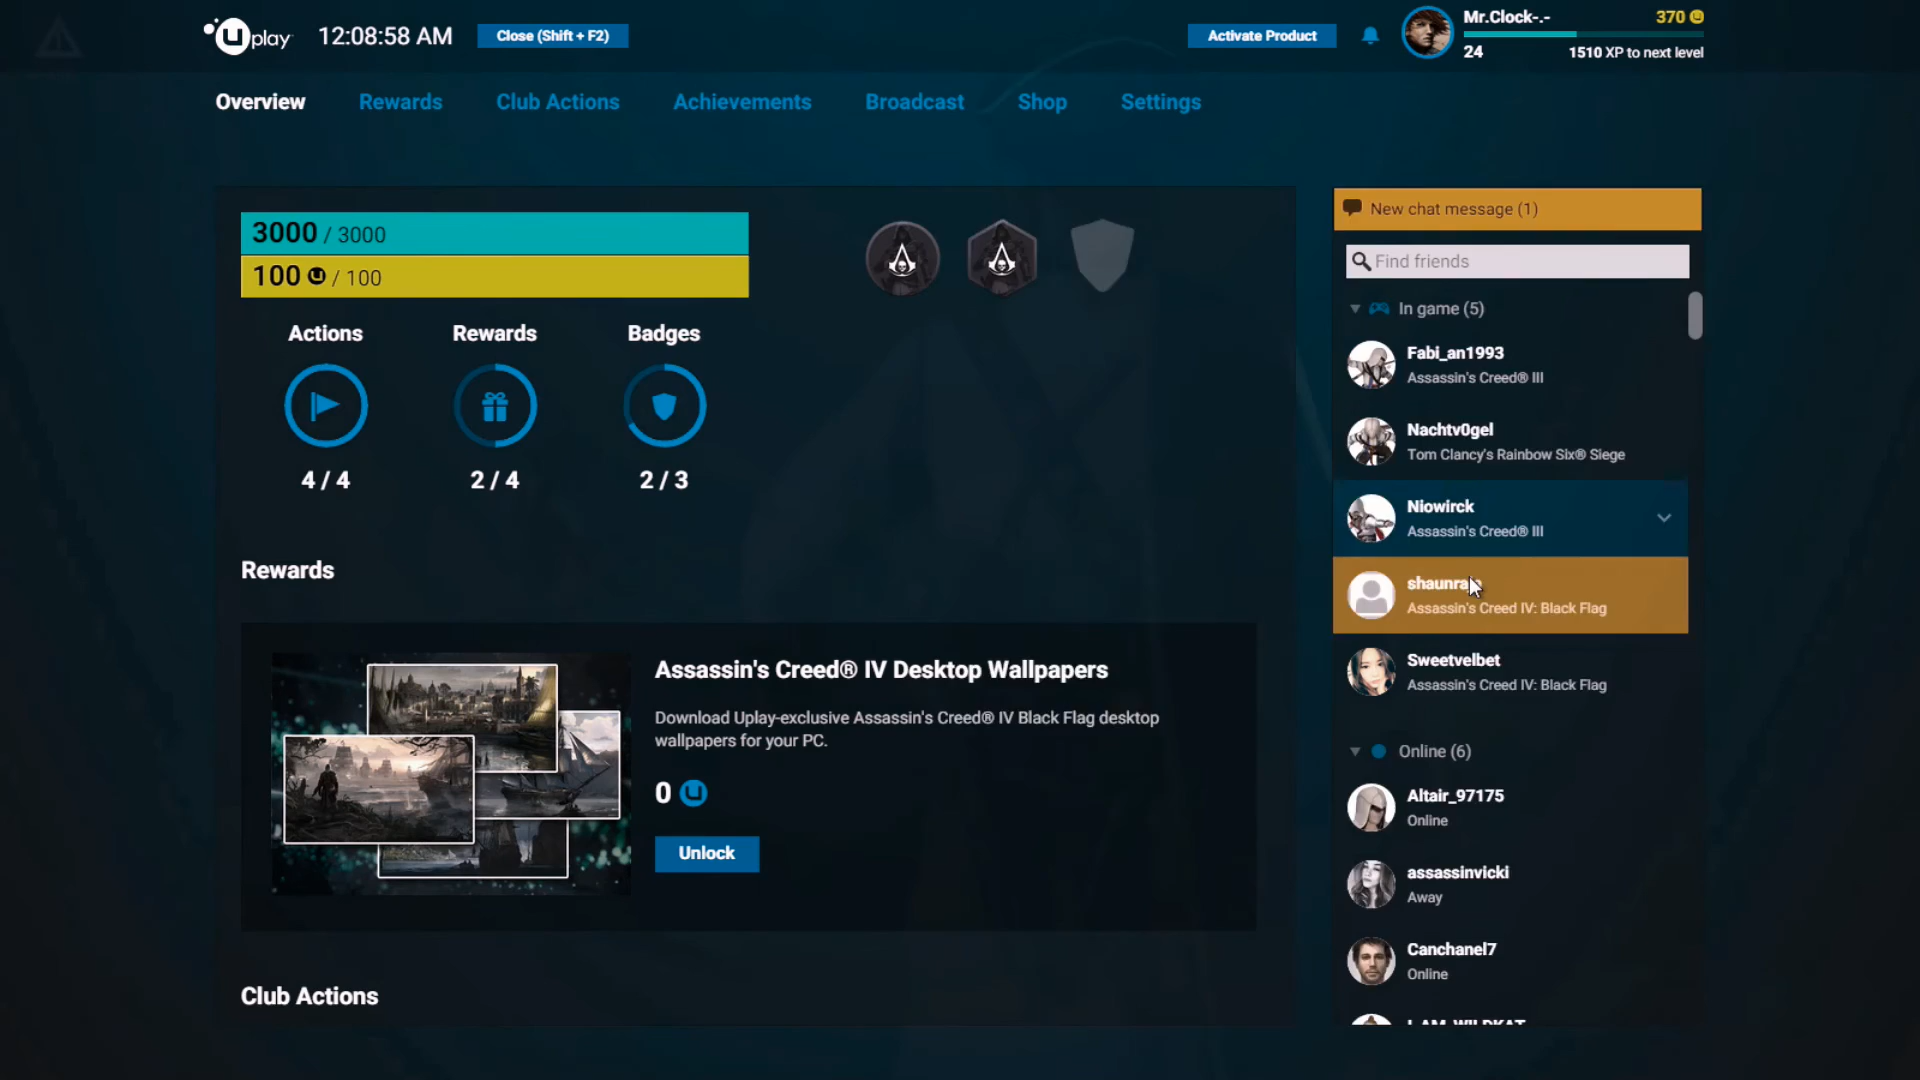 Uplay
12:08:58 AM
Close (Shift + F2)
Activate Product
Mr.Clock-.-
370
24
1510 XP to next level
Overview
Rewards
Club Actions
Achievements
Broadcast
Shop
Settings
3000 / 3000
100 / 100
Actions
Rewards
Badges
4 / 4
2 / 4
2 / 3
Rewards
Assassin's Creed® IV Desktop Wallpapers
Download Uplay-exclusive Assassin's Creed® IV Black Flag desktop
wallpapers for your PC.
0
Unlock
Club Actions
New chat message (1)
Find friends
In game (5)
Fabi_an1993
Assassin's Creed® III
Nachtv0gel
Tom Clancy's Rainbow Six® Siege
Niowirck
Assassin's Creed® III
Assassin's Creed IV: Black Flag
Sweetvelbet
Assassin's Creed IV: Black Flag
Online (6)
Altair_97175
Online
assassinvicki
Away
Canchanel7
Online